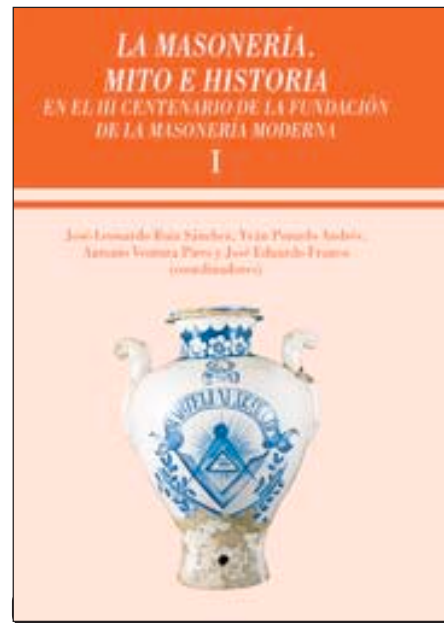 LA MASONERÍA.
MITO E HISTORIA
EN EL III CENTENARIO DE LA FUNDACIÓN
DE LA MASONERÍA MODERNA
I
José Leonardo Ruiz Sánchez, Yván Pozuelo Andrés,
Antonio Ventura Pires y José Eduardo Franco
(coordinadores)